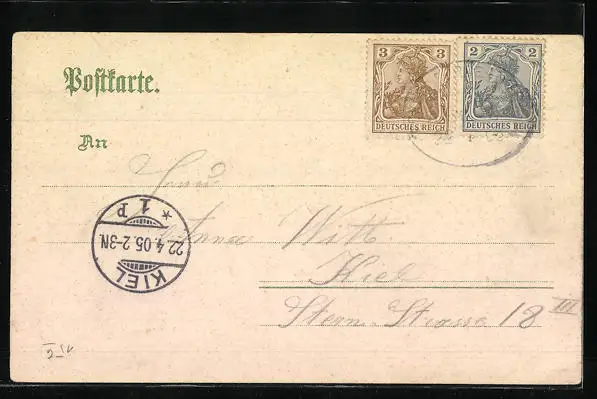 Postkarte.
3 3
DEUTSCHES REICH
2 2
DEUTSCHES REICH
An
Frau
Anna Witt
Kiel
Stern-Strasse 18 III
KIEL
22.4.05.2-3N.
* 1 P